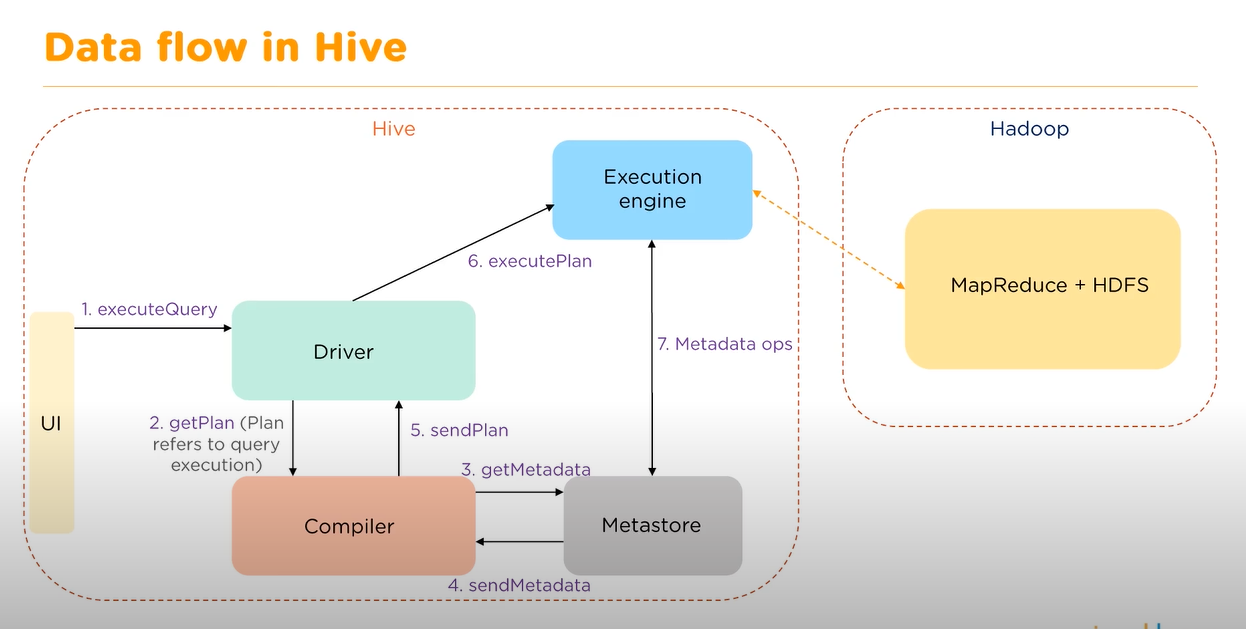 Data flow in Hive
Hive
Hadoop
Execution
engine
6. executePlan
MapReduce + HDFS
1. executeQuery
Driver
7. Metadata ops
UI
2. getPlan (Plan
refers to query
execution)
5. sendPlan
3. getMetadata
Compiler
Metastore
4. sendMetadata